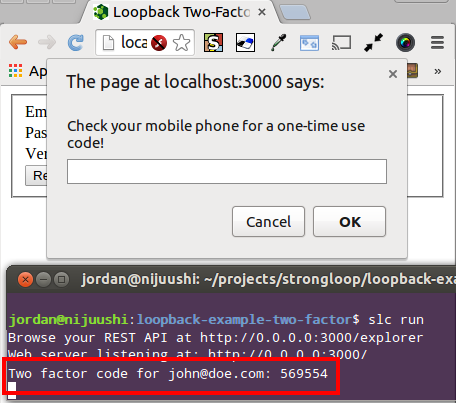 Loopback Two-Factor
loca
Ap
»
The page at localhost:3000 says:
Check your mobile phone for a one-time use
code!
Em
Pas
Ver
Re
Cancel
OK
jordan@nijuushi: ~/projects/strongloop/loopback-exa
jordan@nijuushi:loopback-example-two-factor$ slc run
Browse your REST API at http://0.0.0.0:3000/explorer
Web server listening at: http://0.0.0.0:3000/
Two factor code for john@doe.com: 569554